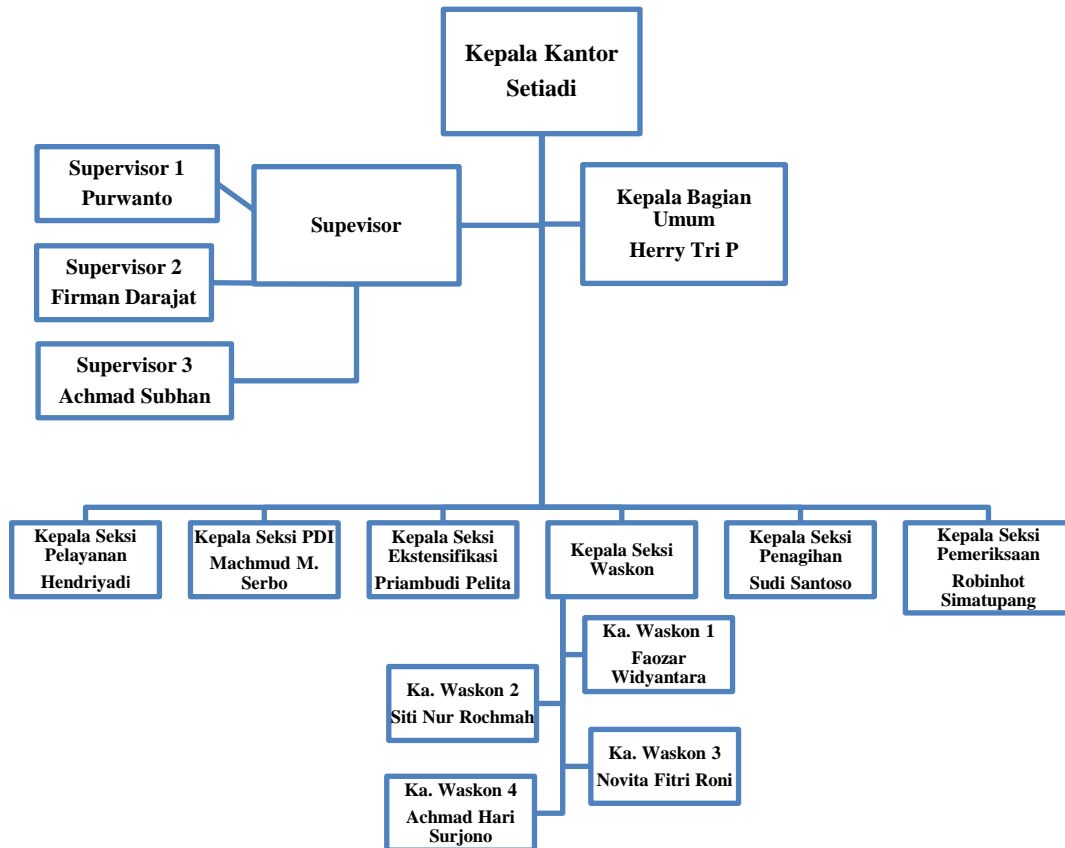 Kepala Kantor
Setiadi
Supervisor 1
Purwanto
Supevisor
Kepala Bagian
Umum
Herry Tri P
Supervisor 2
Firman Darajat
Supervisor 3
Achmad Subhan
Kepala Seksi
Pelayanan
Hendriyadi
Kepala Seksi PDI
Machmud M.
Serbo
Kepala Seksi
Ekstensifikasi
Priambudi Pelita
Kepala Seksi
Waskon
Kepala Seksi
Penagihan
Sudi Santoso
Kepala Seksi
Pemeriksaan
Robinhot
Simatupang
Ka. Waskon 1
Faozar
Widyantara
Ka. Waskon 2
Siti Nur Rochmah
Ka. Waskon 3
Novita Fitri Roni
Ka. Waskon 4
Achmad Hari
Surjono